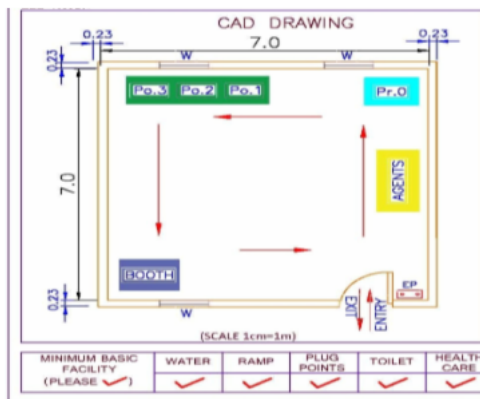 CAD DRAWING
0.23 7.0 0.23
W W
0.23
Po.3 Po.2 Po.1 Pr.O
7.0
AGENTS
BOOTH
EP
0.23
W EXIT ENTRY
(SCALE 1cm=1m)
MINIMUM BASIC FACILITY (PLEASE ✓) WATER RAMP PLUG POINTS TOILET HEALTH CARE
✓ ✓ ✓ ✓ ✓